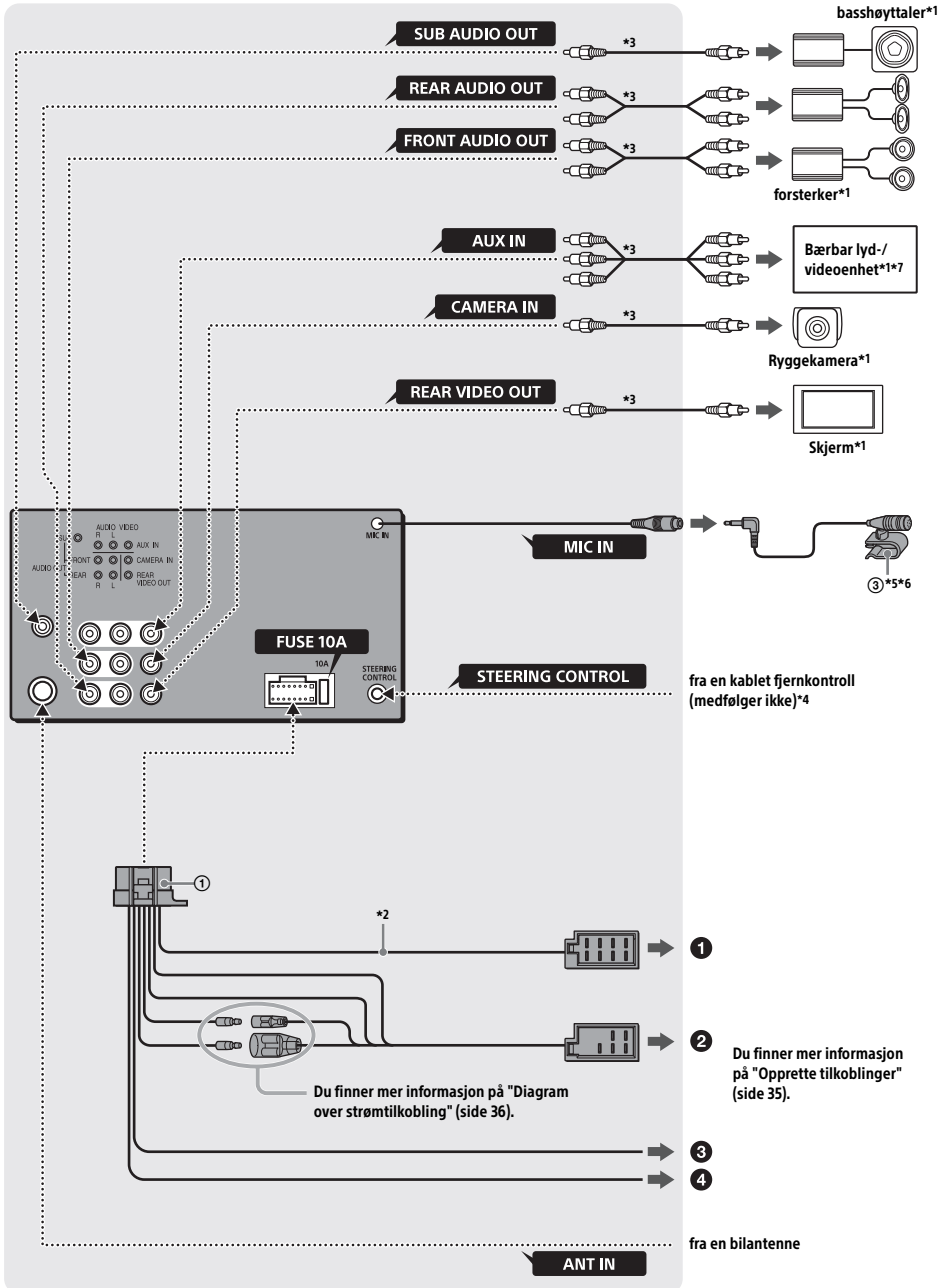 basshøyttaler*1
SUB AUDIO OUT
*3
REAR AUDIO OUT
*3
FRONT AUDIO OUT
*3
forsterker*1
AUX IN
*3
Bærbar lyd-/
videoenhet*1*7
CAMERA IN
*3
Ryggekamera*1
REAR VIDEO OUT
*3
Skjerm*1
AUDIO VIDEO
R L
SUB
AUX IN
FRONT
CAMERA IN
AUDIO OUT
REAR
REAR
VIDEO OUT
R L
MIC IN
MIC IN
③*5*6
FUSE 10A
10A
STEERING
CONTROL
STEERING CONTROL
fra en kablet fjernkontroll
(medfølger ikke)*4
①
*2
❶
❷
Du finner mer informasjon
på "Opprette tilkoblinger"
(side 35).
Du finner mer informasjon på "Diagram
over strømtilkobling" (side 36).
❸
❹
fra en bilantenne
ANT IN